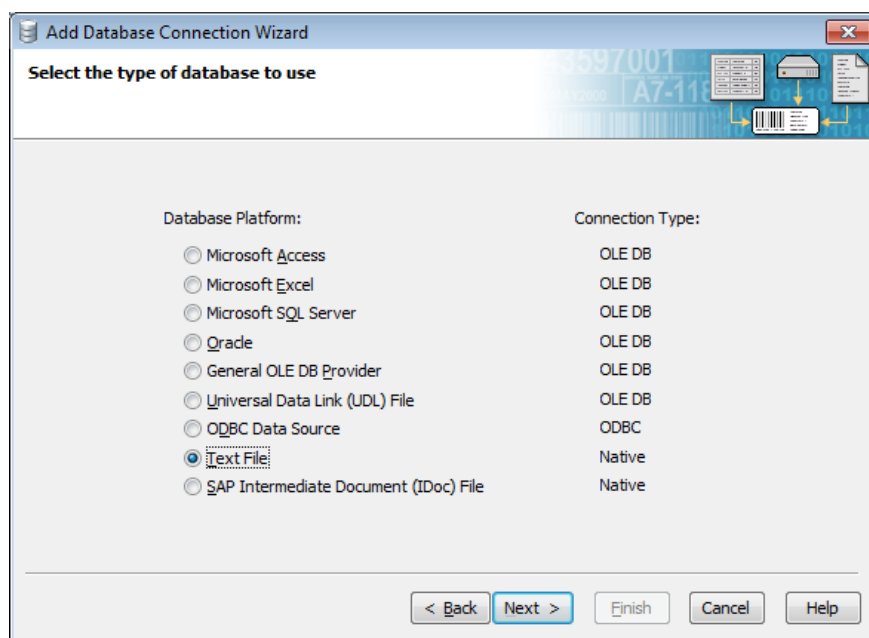 Add Database Connection Wizard
Select the type of database to use
3597001
A7-118
Database Platform: Connection Type:
Microsoft Access OLE DB
Microsoft Excel OLE DB
Microsoft SQL Server OLE DB
Oracle OLE DB
General OLE DB Provider OLE DB
Universal Data Link (UDL) File OLE DB
ODBC Data Source ODBC
Text File Native
SAP Intermediate Document (IDoc) File Native
< Back Next > Finish Cancel Help